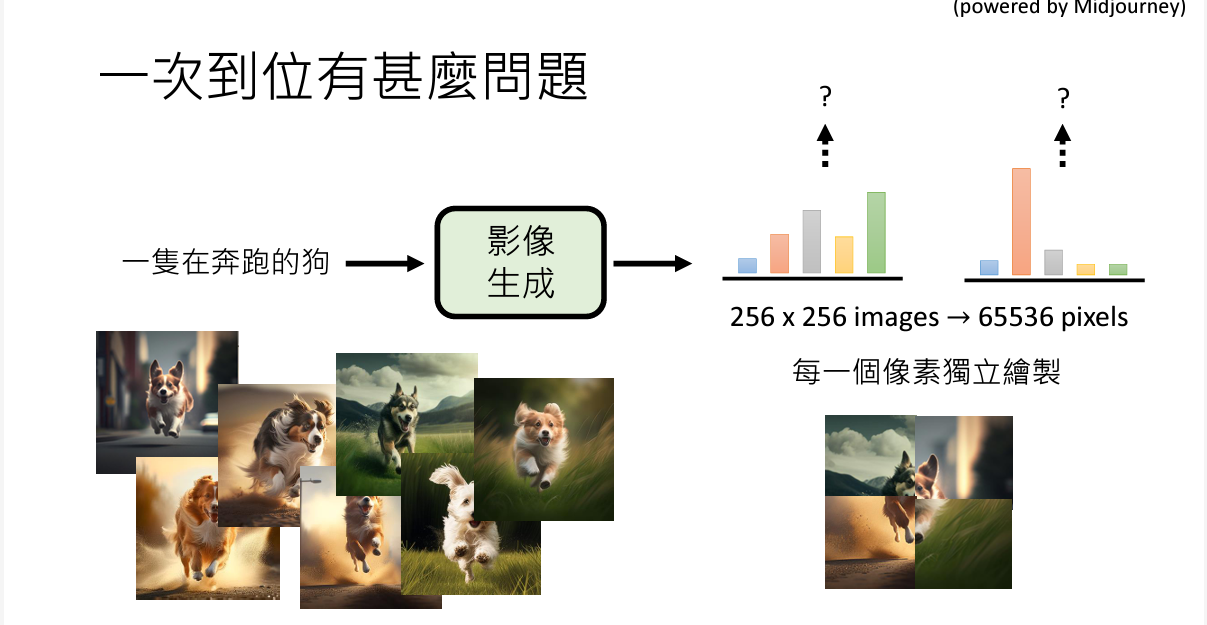 (powered by Midjourney)
一次到位有甚麼問題
? ?
一隻在奔跑的狗
影像
生成
256 x 256 images → 65536 pixels
每一個像素獨立繪製